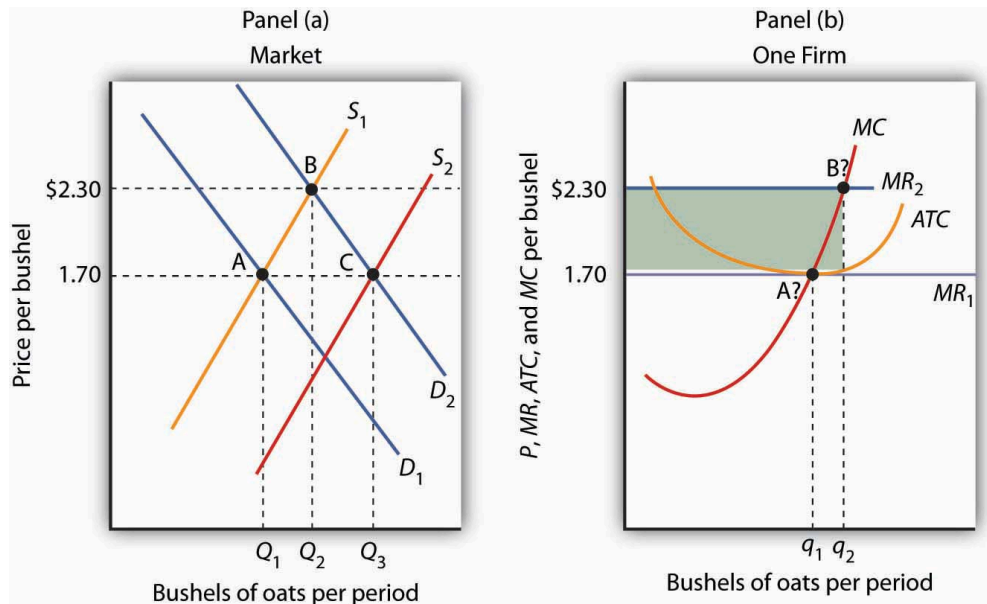 Panel (a)
Market
S1
S2
B
$2.30
A
C
1.70
Price per bushel
D2
D1
Q1 Q2 Q3
Bushels of oats per period
Panel (b)
One Firm
MC
B?
$2.30
MR2
ATC
1.70
A?
MR1
P, MR, ATC, and MC per bushel
q1 q2
Bushels of oats per period